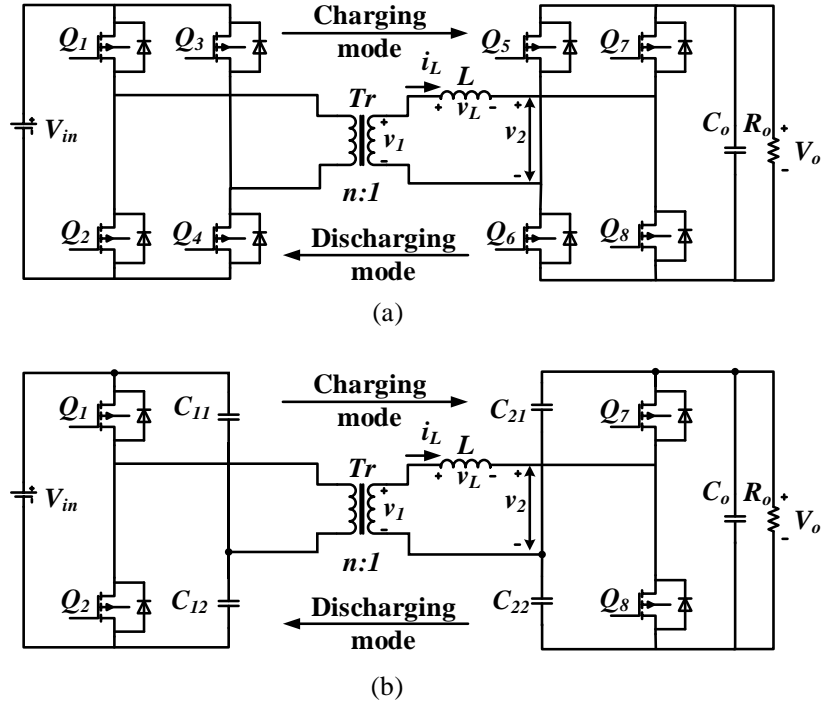 Q1 Q3 Charging mode Q5 Q7
iL L
Vin Tr + v1 - + vL - + v2 - Co Ro + Vo -
n:1
Q2 Q4 Discharging mode Q6 Q8
(a)
Q1 C11 Charging mode C21 Q7
iL L
Vin Tr + v1 - + vL - + v2 - Co Ro + Vo -
n:1
Q2 C12 Discharging mode C22 Q8
(b)